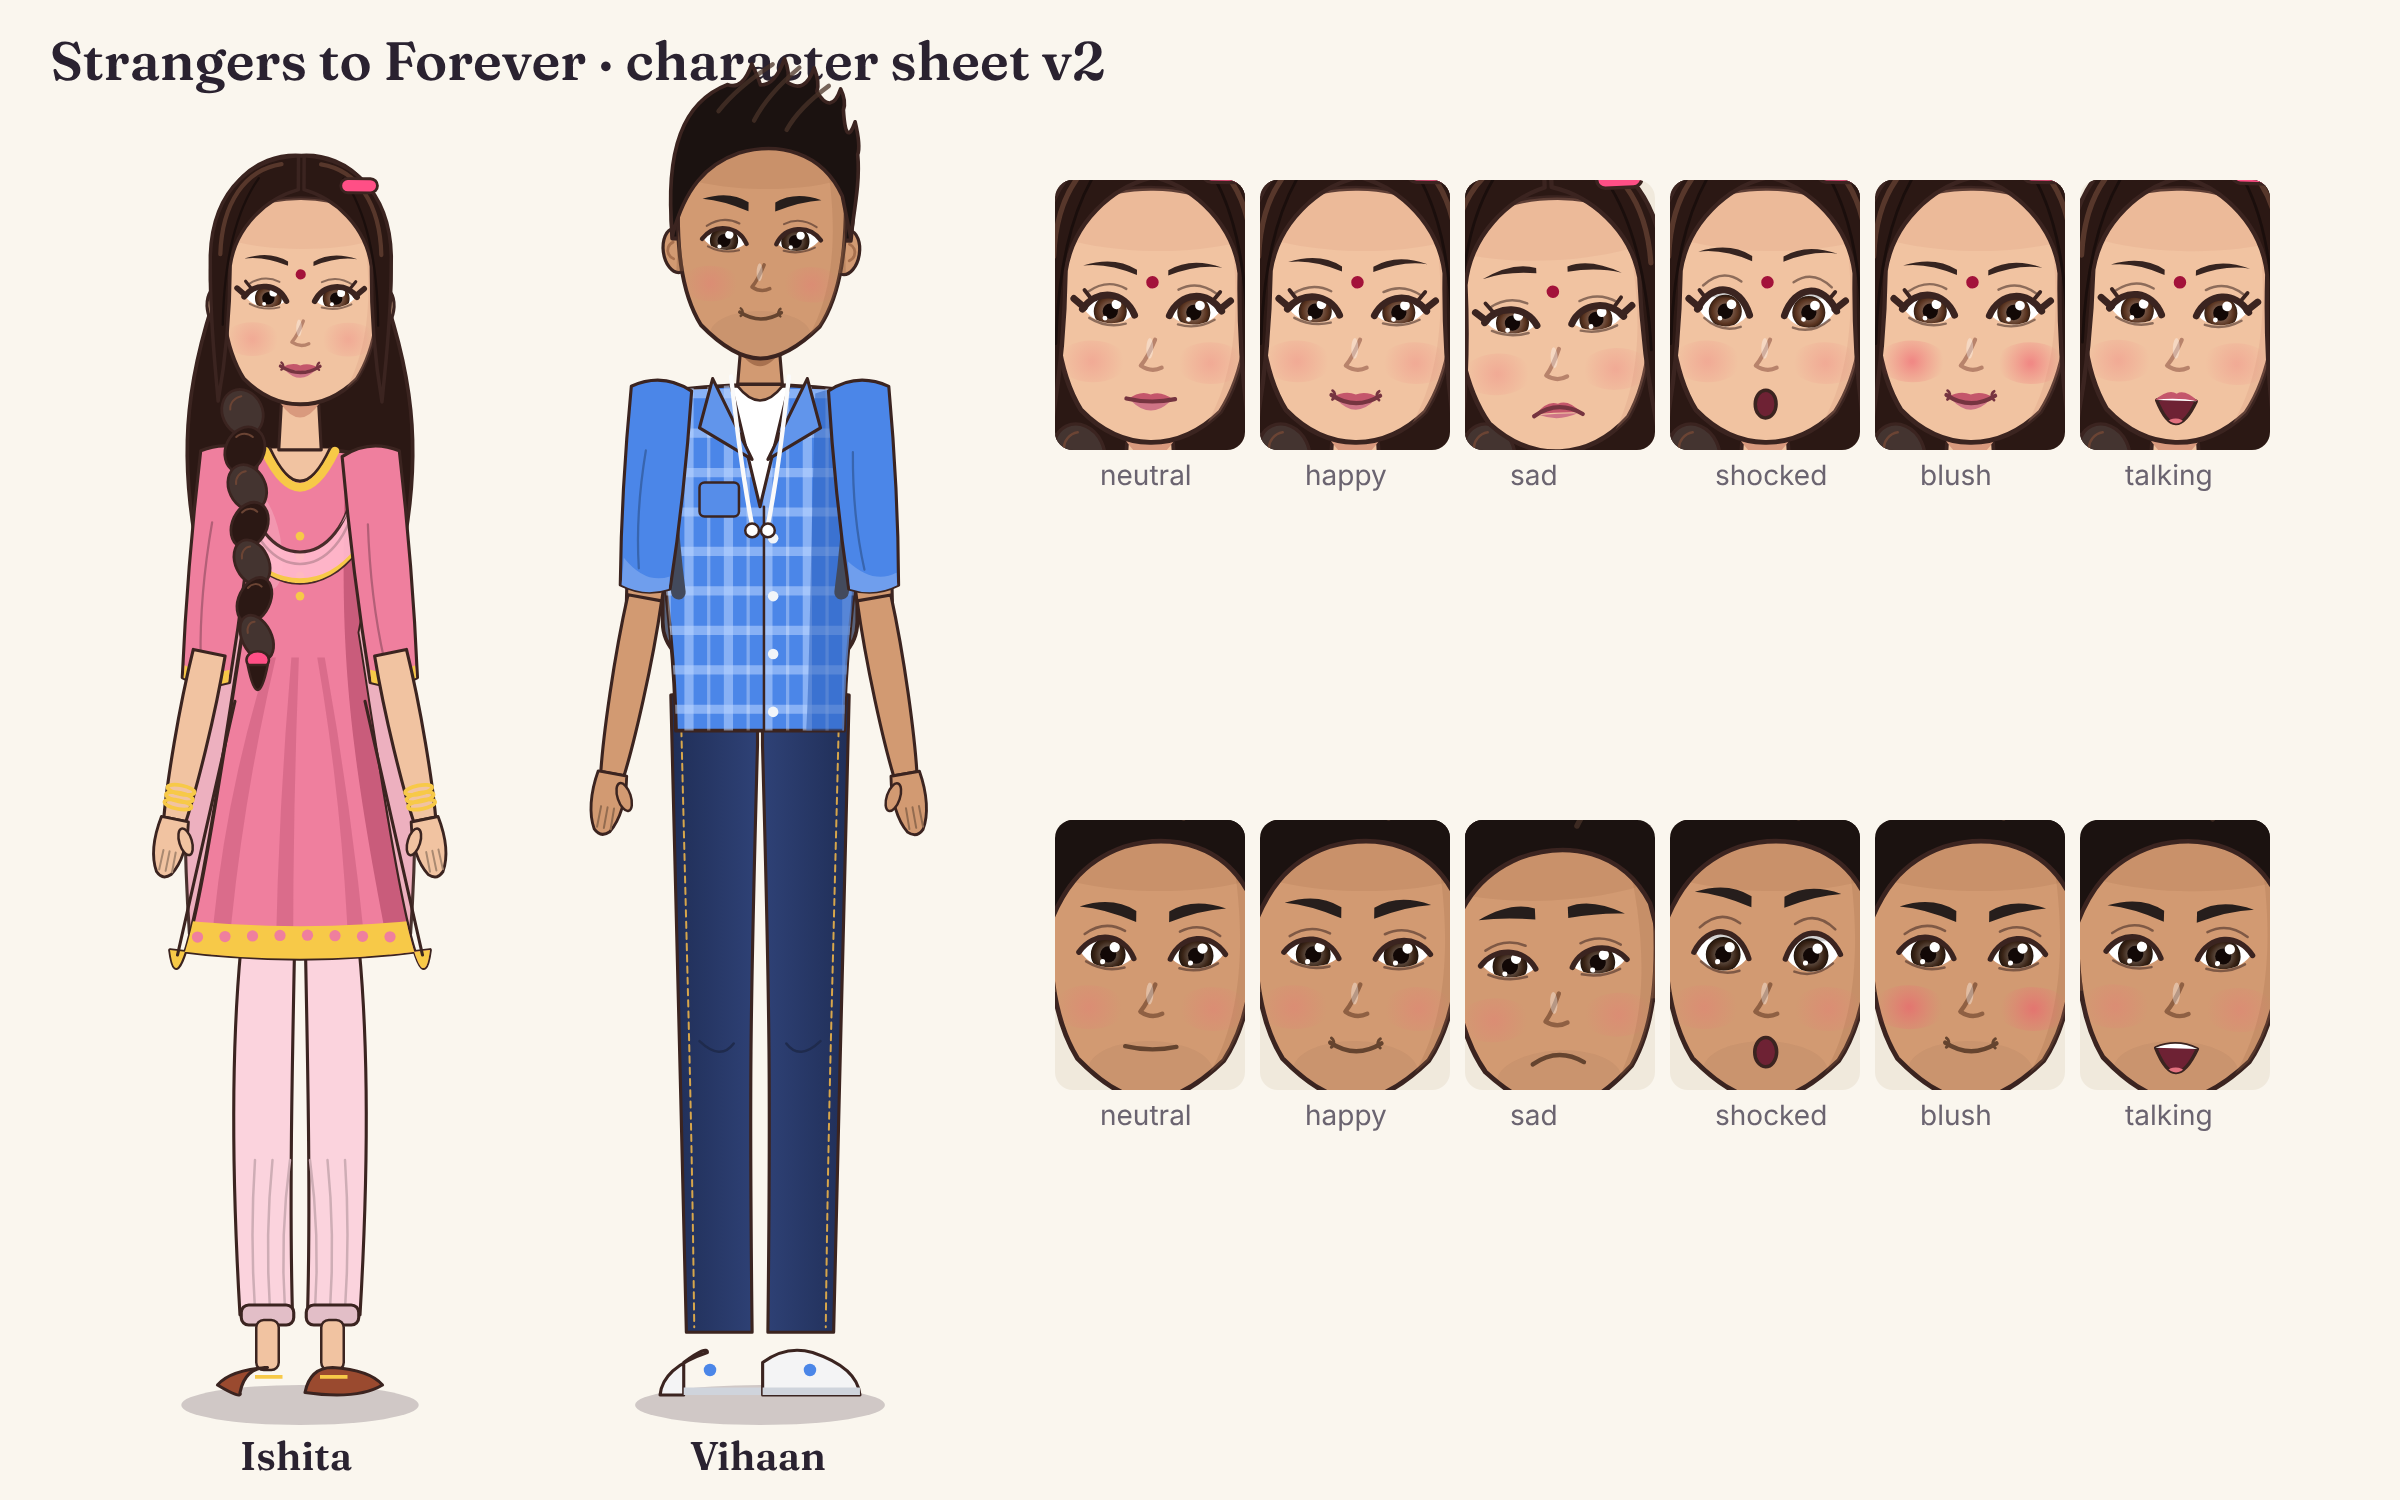 Strangers to Forever · character sheet v2
neutral happy sad shocked blush talking
neutral happy sad shocked blush talking
Ishita Vihaan